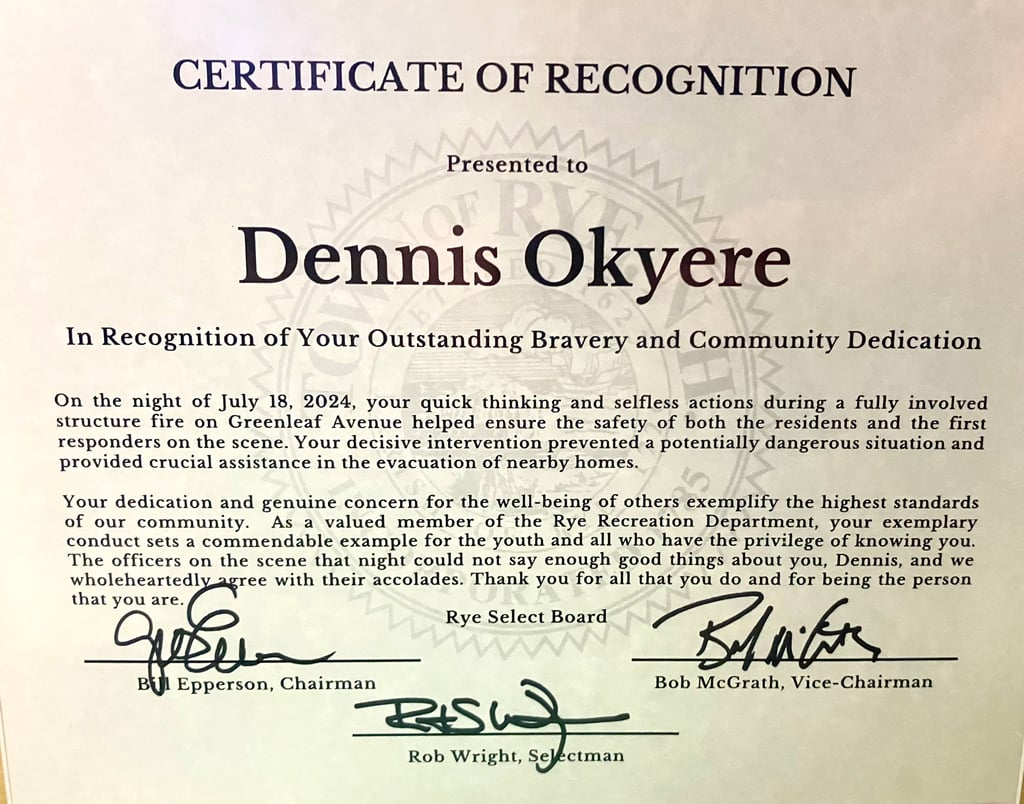 CERTIFICATE OF RECOGNITION
Presented to
Dennis Okyere
In Recognition of Your Outstanding Bravery and Community Dedication
On the night of July 18, 2024, your quick thinking and selfless actions during a fully involved
structure fire on Greenleaf Avenue helped ensure the safety of both the residents and the first
responders on the scene. Your decisive intervention prevented a potentially dangerous situation and
provided crucial assistance in the evacuation of nearby homes.
Your dedication and genuine concern for the well-being of others exemplify the highest standards
of our community. As a valued member of the Rye Recreation Department, your exemplary
conduct sets a commendable example for the youth and all who have the privilege of knowing you.
The officers on the scene that night could not say enough good things about you, Dennis, and we
wholeheartedly agree with their accolades. Thank you for all that you do and for being the person
that you are.
Rye Select Board
Bill Epperson, Chairman
Bob McGrath, Vice-Chairman
Rob Wright, Selectman
TOWN OF RYE NH